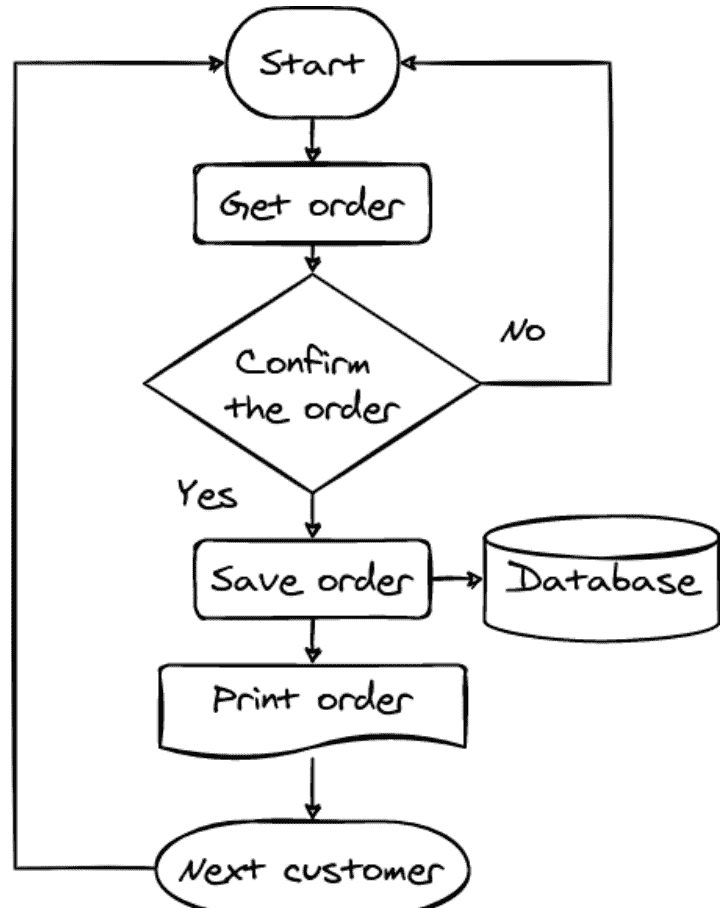 Start
Get order
Confirm
the order
No
Yes
Save order
Database
Print order
Next customer